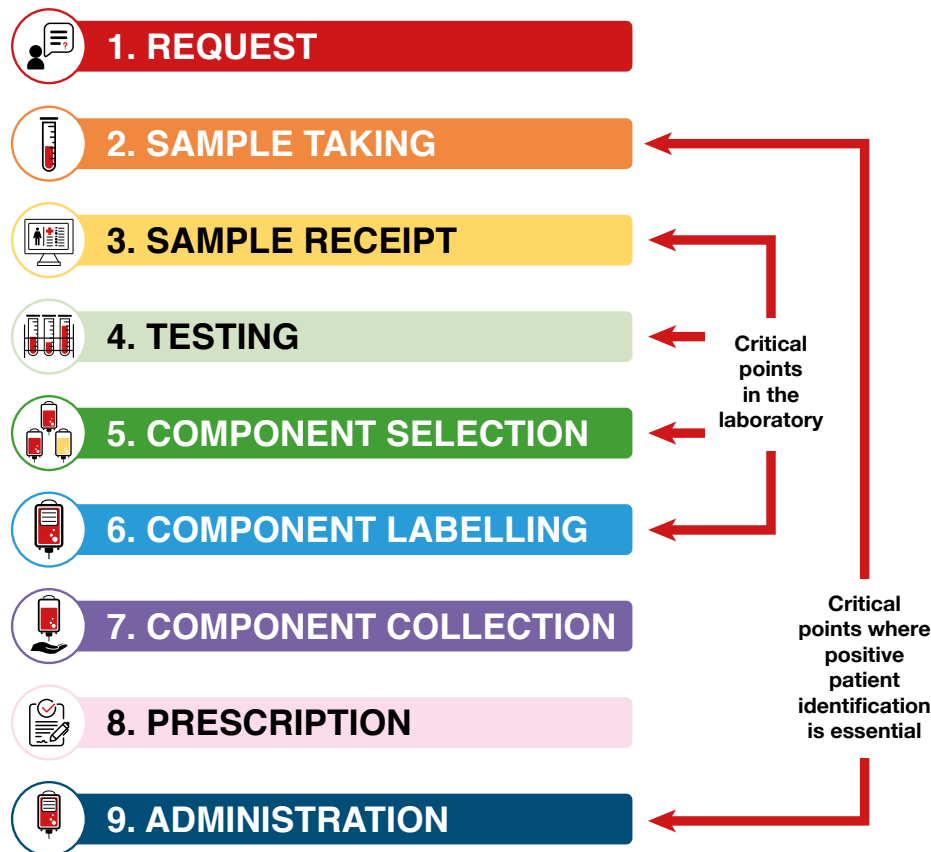 1. REQUEST
2. SAMPLE TAKING
3. SAMPLE RECEIPT
4. TESTING
5. COMPONENT SELECTION
6. COMPONENT LABELLING
7. COMPONENT COLLECTION
8. PRESCRIPTION
9. ADMINISTRATION
Critical
points
in the
laboratory
Critical
points where
positive
patient
identification
is essential